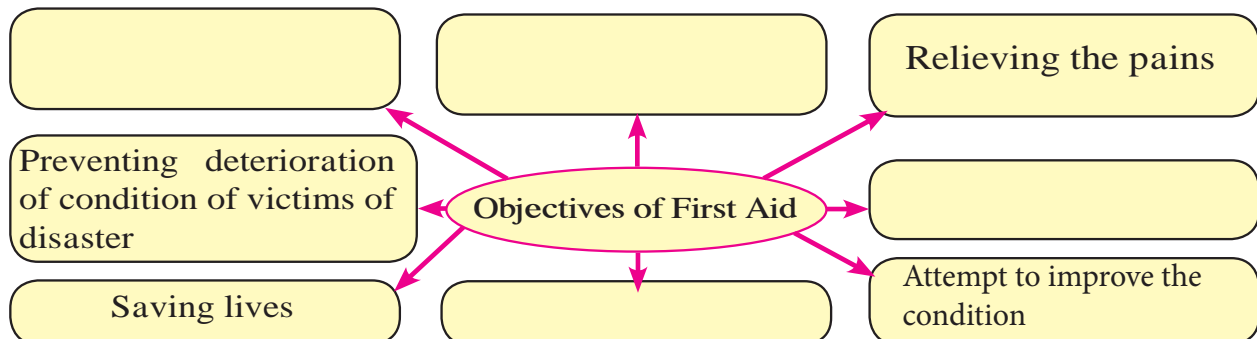 Relieving the pains
Preventing deterioration
of condition of victims of
disaster
Objectives of First Aid
Saving lives
Attempt to improve the
condition